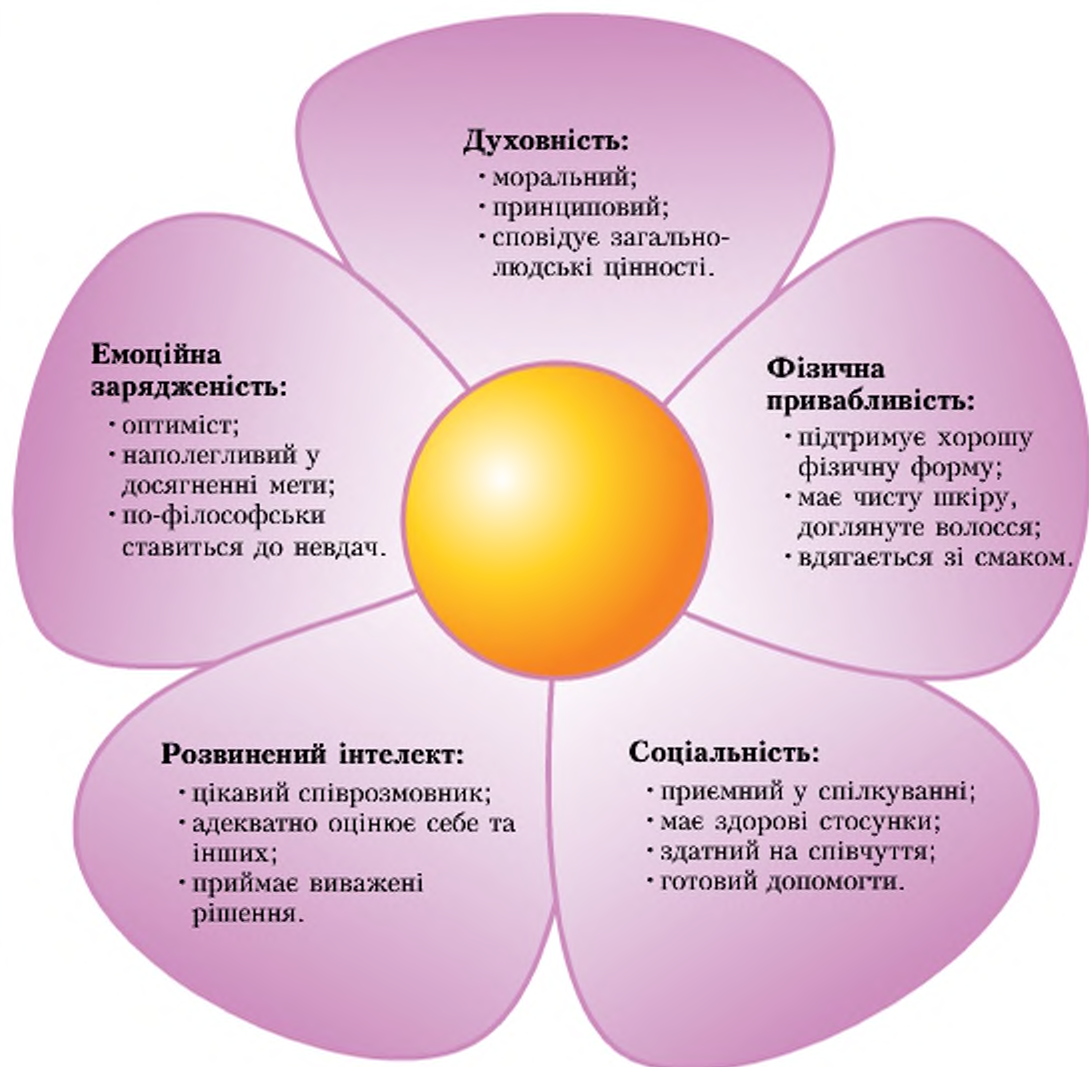 Духовність:
· моральний;
· принциповий;
· сповідує загально-
людські цінності.
Емоційна
зарядженість:
· оптиміст;
· наполегливий у
досягненні мети;
· по-філософськи
ставиться до невдач.
Фізична
привабливість:
· підтримує хорошу
фізичну форму;
· має чисту шкіру,
доглянуте волосся;
· вдягається зі смаком.
Розвинений інтелект:
· цікавий співрозмовник;
· адекватно оцінює себе та
інших;
· приймає виважені
рішення.
Соціальність:
· приємний у спілкуванні;
· має здорові стосунки;
· здатний на співчуття;
· готовий допомогти.